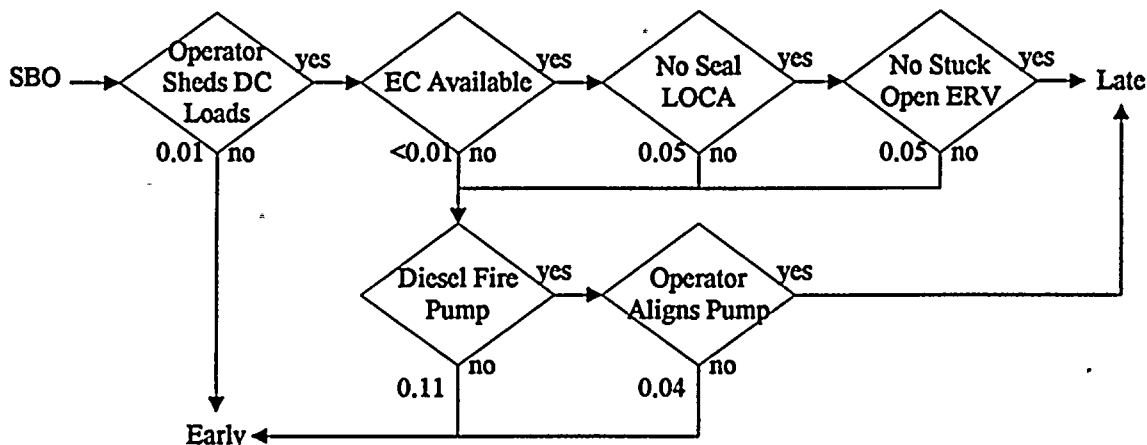 Operator
Sheds DC
Loads
SBO
yes
EC Available
yes
No Seal
LOCA
yes
No Stuck
Open ERV
yes
Late
0.01 no
<0.01 no
0.05 no
0.05 no
Diesel Fire
Pump
yes
Operator
Aligns Pump
yes
no
0.11
no
0.04
Early